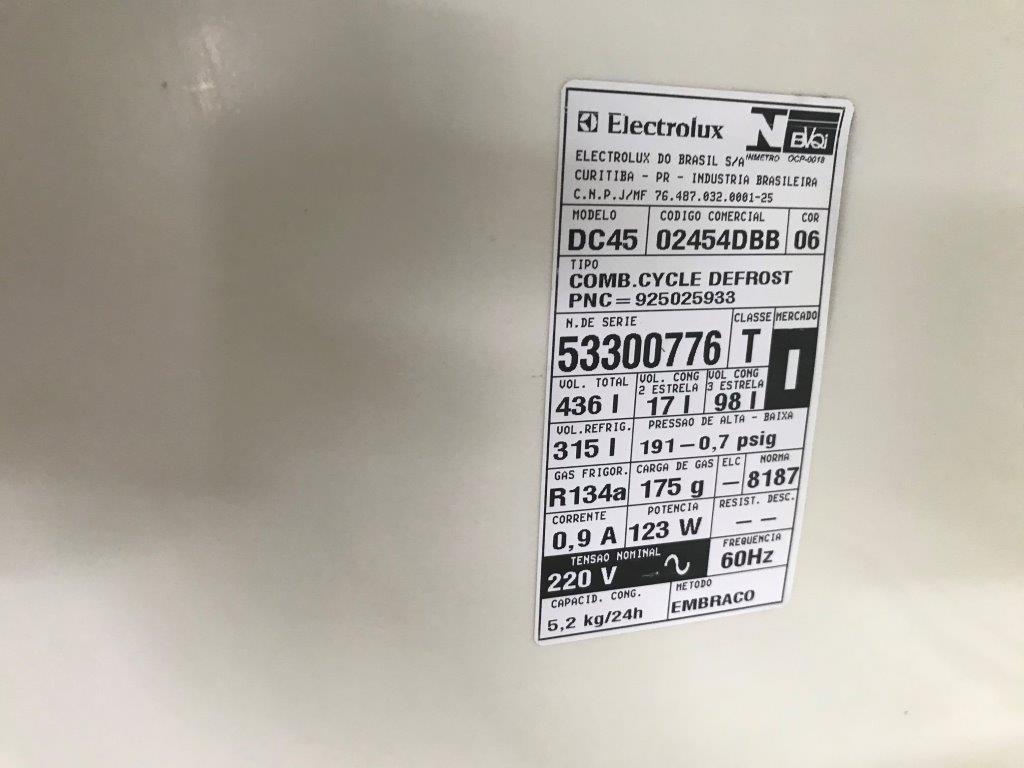 Electrolux
N BVQi
INMETRO OCP-0018
ELECTROLUX DO BRASIL S/A
CURITIBA - PR - INDUSTRIA BRASILEIRA
C.N.P.J/MF 76.487.032.0001-25
MODELO CODIGO COMERCIAL COR
DC45 02454DBB 06
TIPO
COMB.CYCLE DEFROST
PNC=925025933
N.DE SERIE CLASSE MERCADO
53300776 T I
VOL. TOTAL VOL. CONG 2 ESTRELA VOL CONG 3 ESTRELA
436 l 17 l 98 l
VOL.REFRIG. PRESSAO DE ALTA - BAIXA
315 l 191-0,7 psig
GAS FRIGOR. CARGA DE GAS ELC NORMA
R134a 175 g - 8187
CORRENTE POTENCIA RESIST. DESC.
0,9 A 123 W - -
TENSAO NOMINAL FREQUENCIA
220 V ~ 60Hz
CAPACID. CONG. METODO
5,2 kg/24h EMBRACO